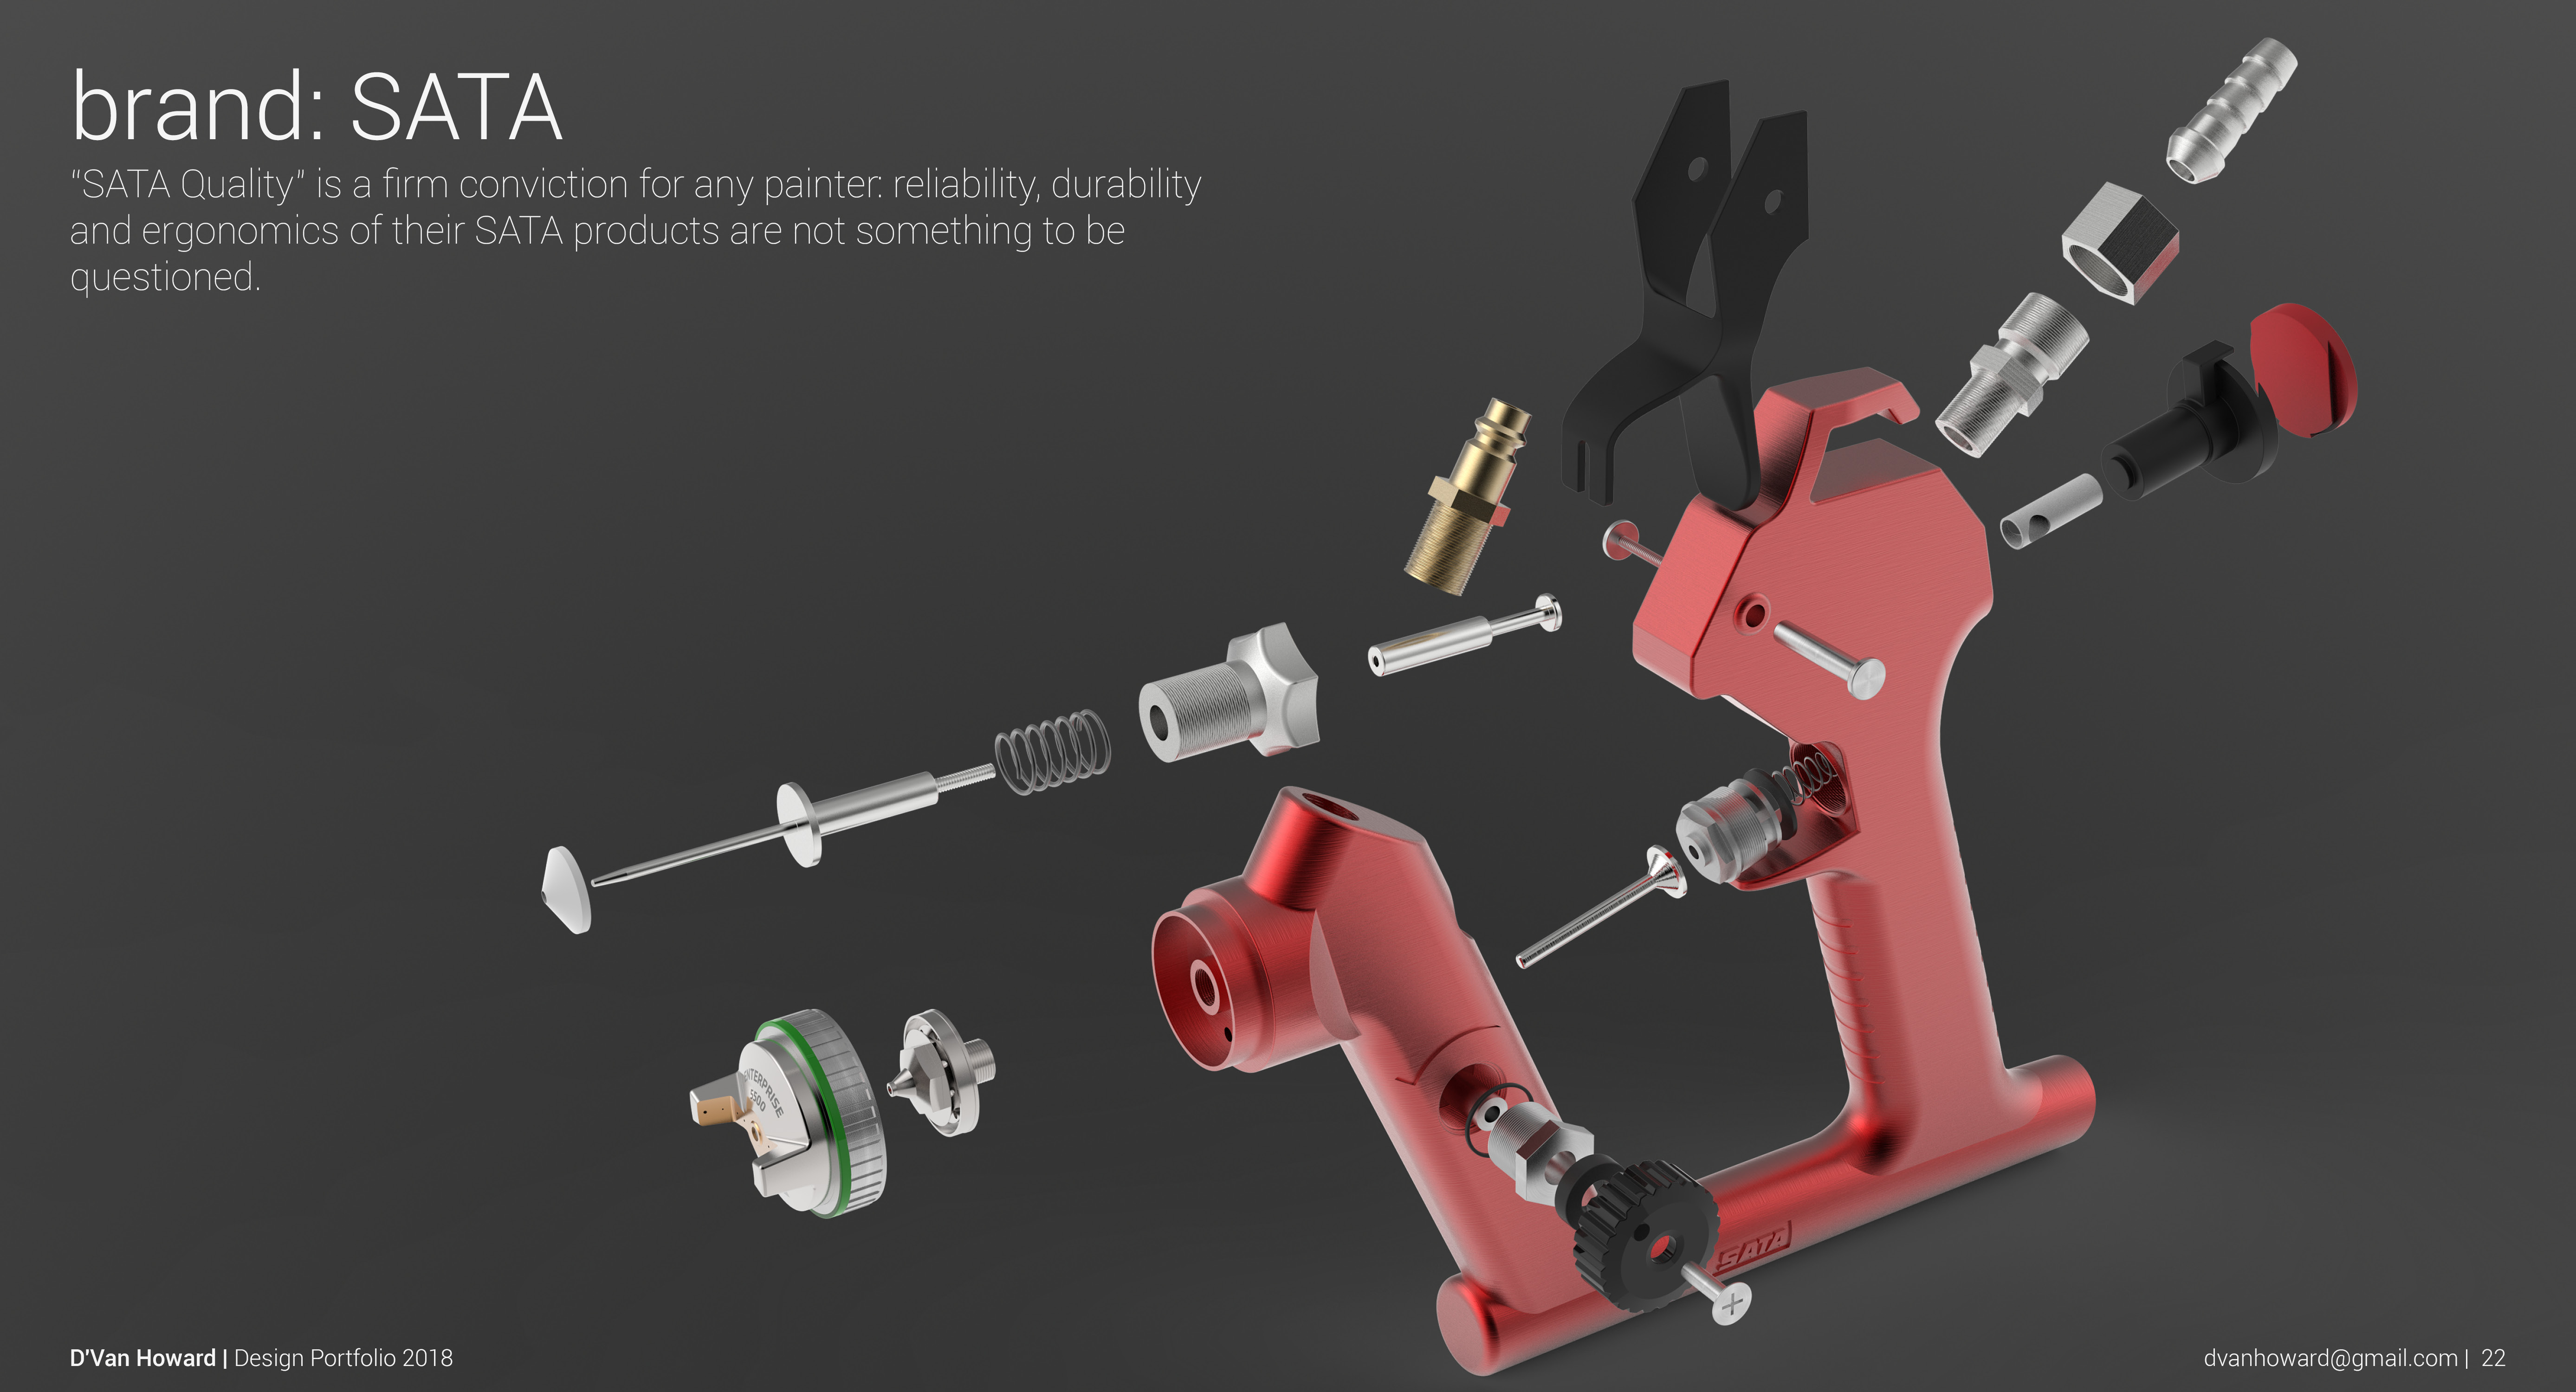 brand: SATA
“SATA Quality” is a firm conviction for any painter: reliability, durability
and ergonomics of their SATA products are not something to be
questioned.
ENTERPRISE
5500
SATA
D'Van Howard | Design Portfolio 2018
dvanhoward@gmail.com | 22